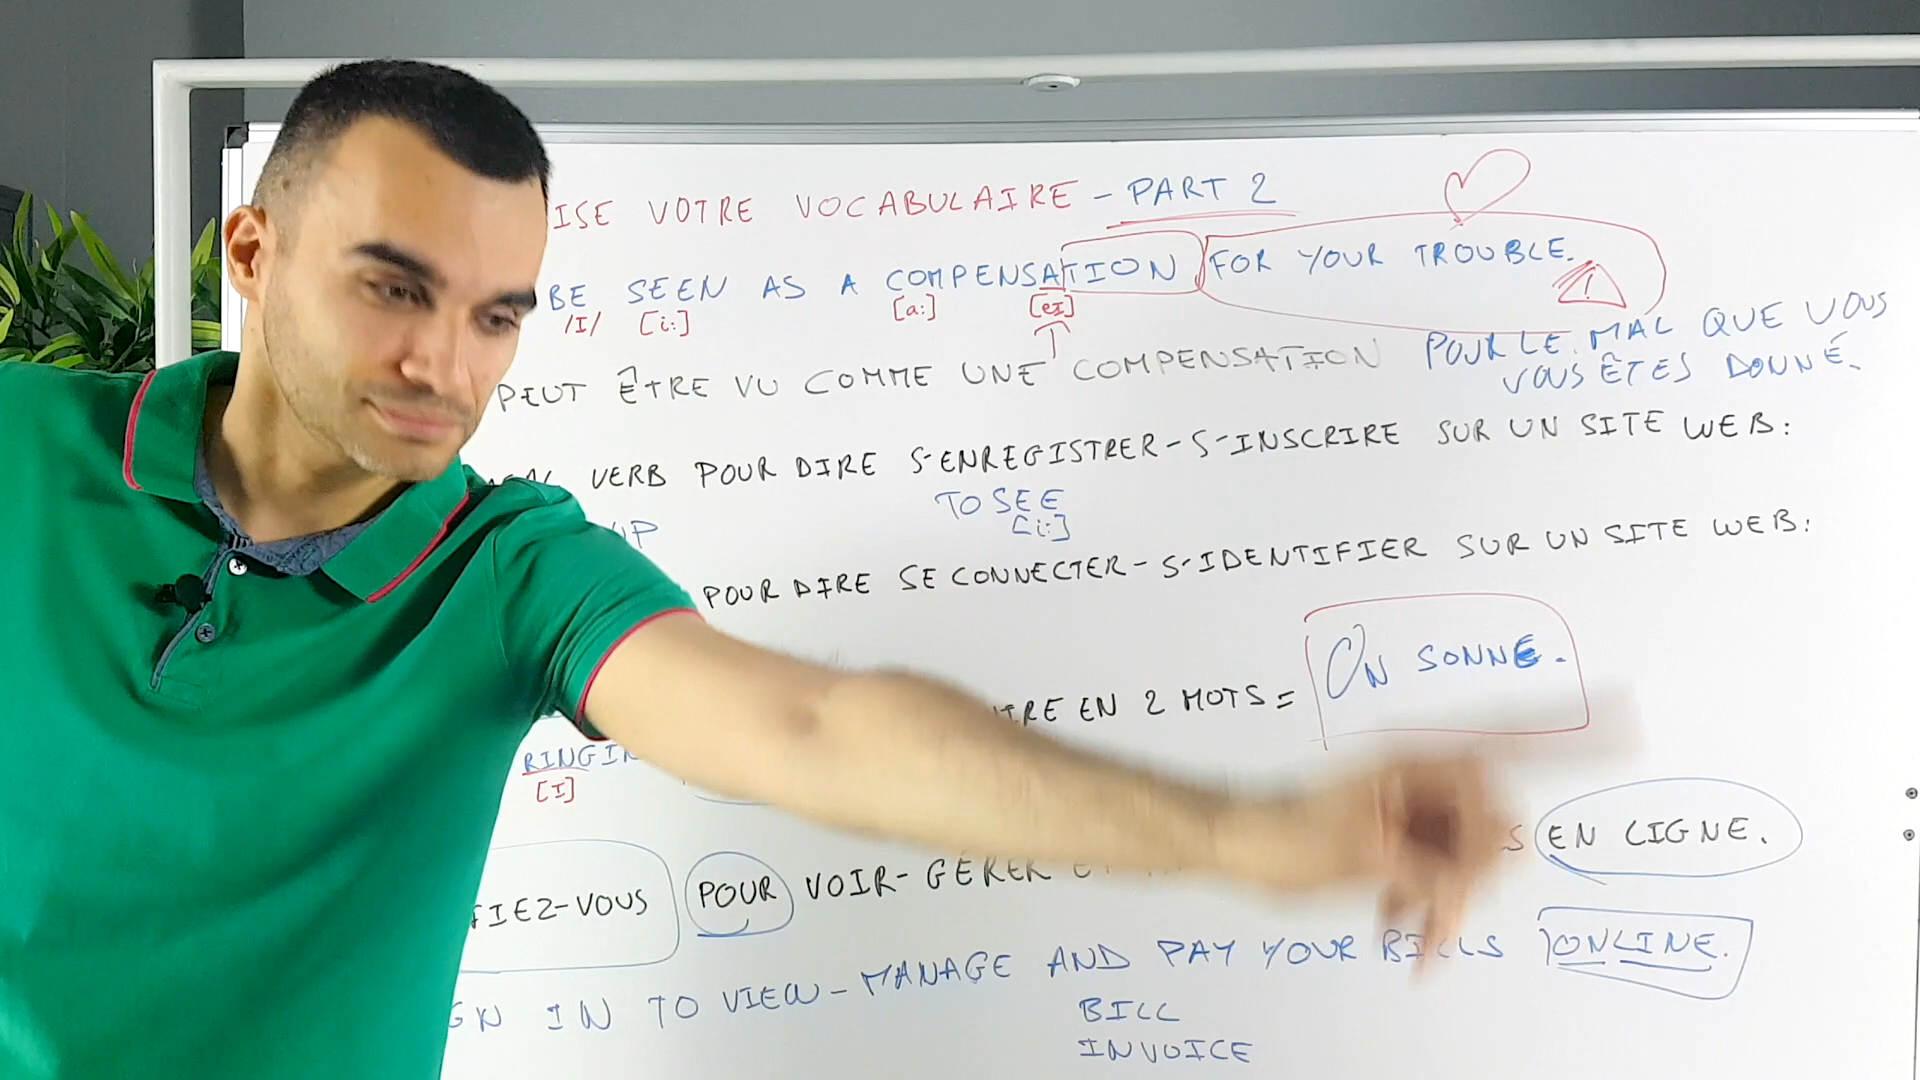 ISE VOTRE VOCABULAIRE - PART 2
BE SEEN AS A COMPENSATION FOR YOUR TROUBLE.
/I/ [i:] [a:] [eI] !
PEUT ÊTRE VU COMME UNE COMPENSATION POUR LE MAL QUE VOUS
VOUS ÊTES DONNÉ.
VERB POUR DIRE S'ENREGISTRER - S'INSCRIRE SUR UN SITE WEB:
UP TO SEE
[i:]
POUR DIRE SE CONNECTER - S'IDENTIFIER SUR UN SITE WEB:
EN 2 MOTS = ON SONNE.
RINGIN
[I]
FIEZ-VOUS POUR VOIR - GÉRER S EN LIGNE.
GN IN TO VIEW - MANAGE AND PAY YOUR BILLS ONLINE.
BILL
INVOICE